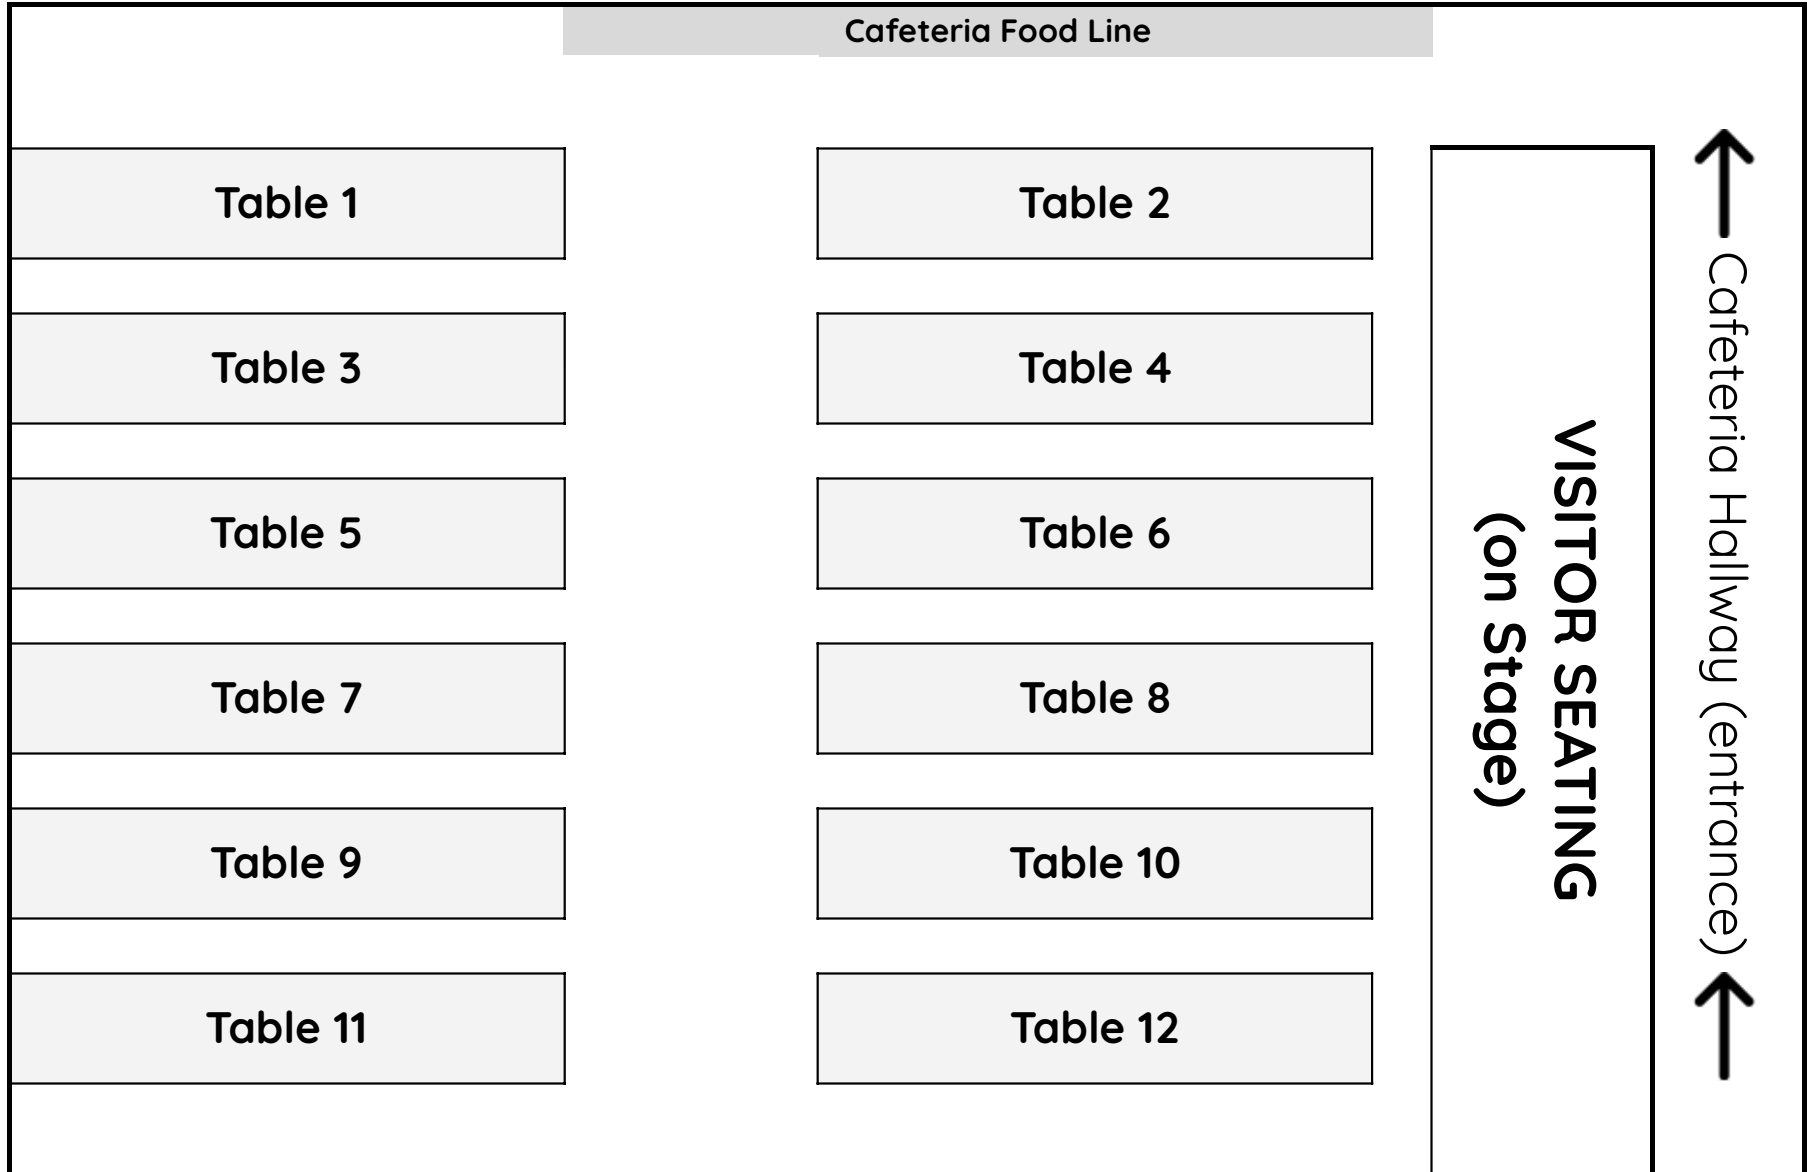 Cafeteria Food Line
Table 1
Table 2
Table 3
Table 4
Table 5
Table 6
Table 7
Table 8
Table 9
Table 10
Table 11
Table 12
VISITOR SEATING
(on Stage)
Cafeteria Hallway (entrance)